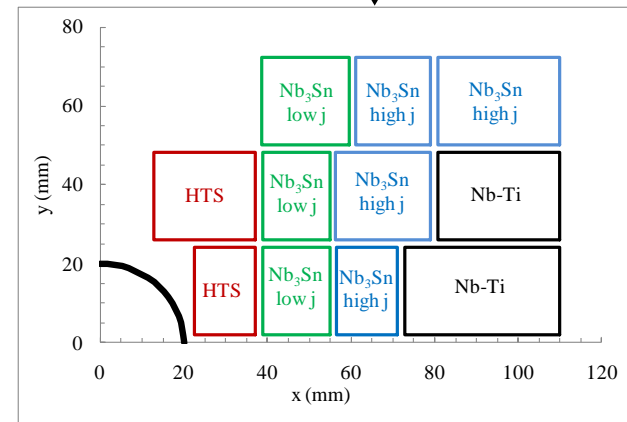 80
60
40
20
0
y (mm)
Nb₃Sn
low j
Nb₃Sn
high j
Nb₃Sn
high j
HTS
Nb₃Sn
low j
Nb₃Sn
high j
Nb-Ti
HTS
Nb₃Sn
low j
Nb₃Sn
high j
Nb-Ti
0 20 40 60 80 100 120
x (mm)